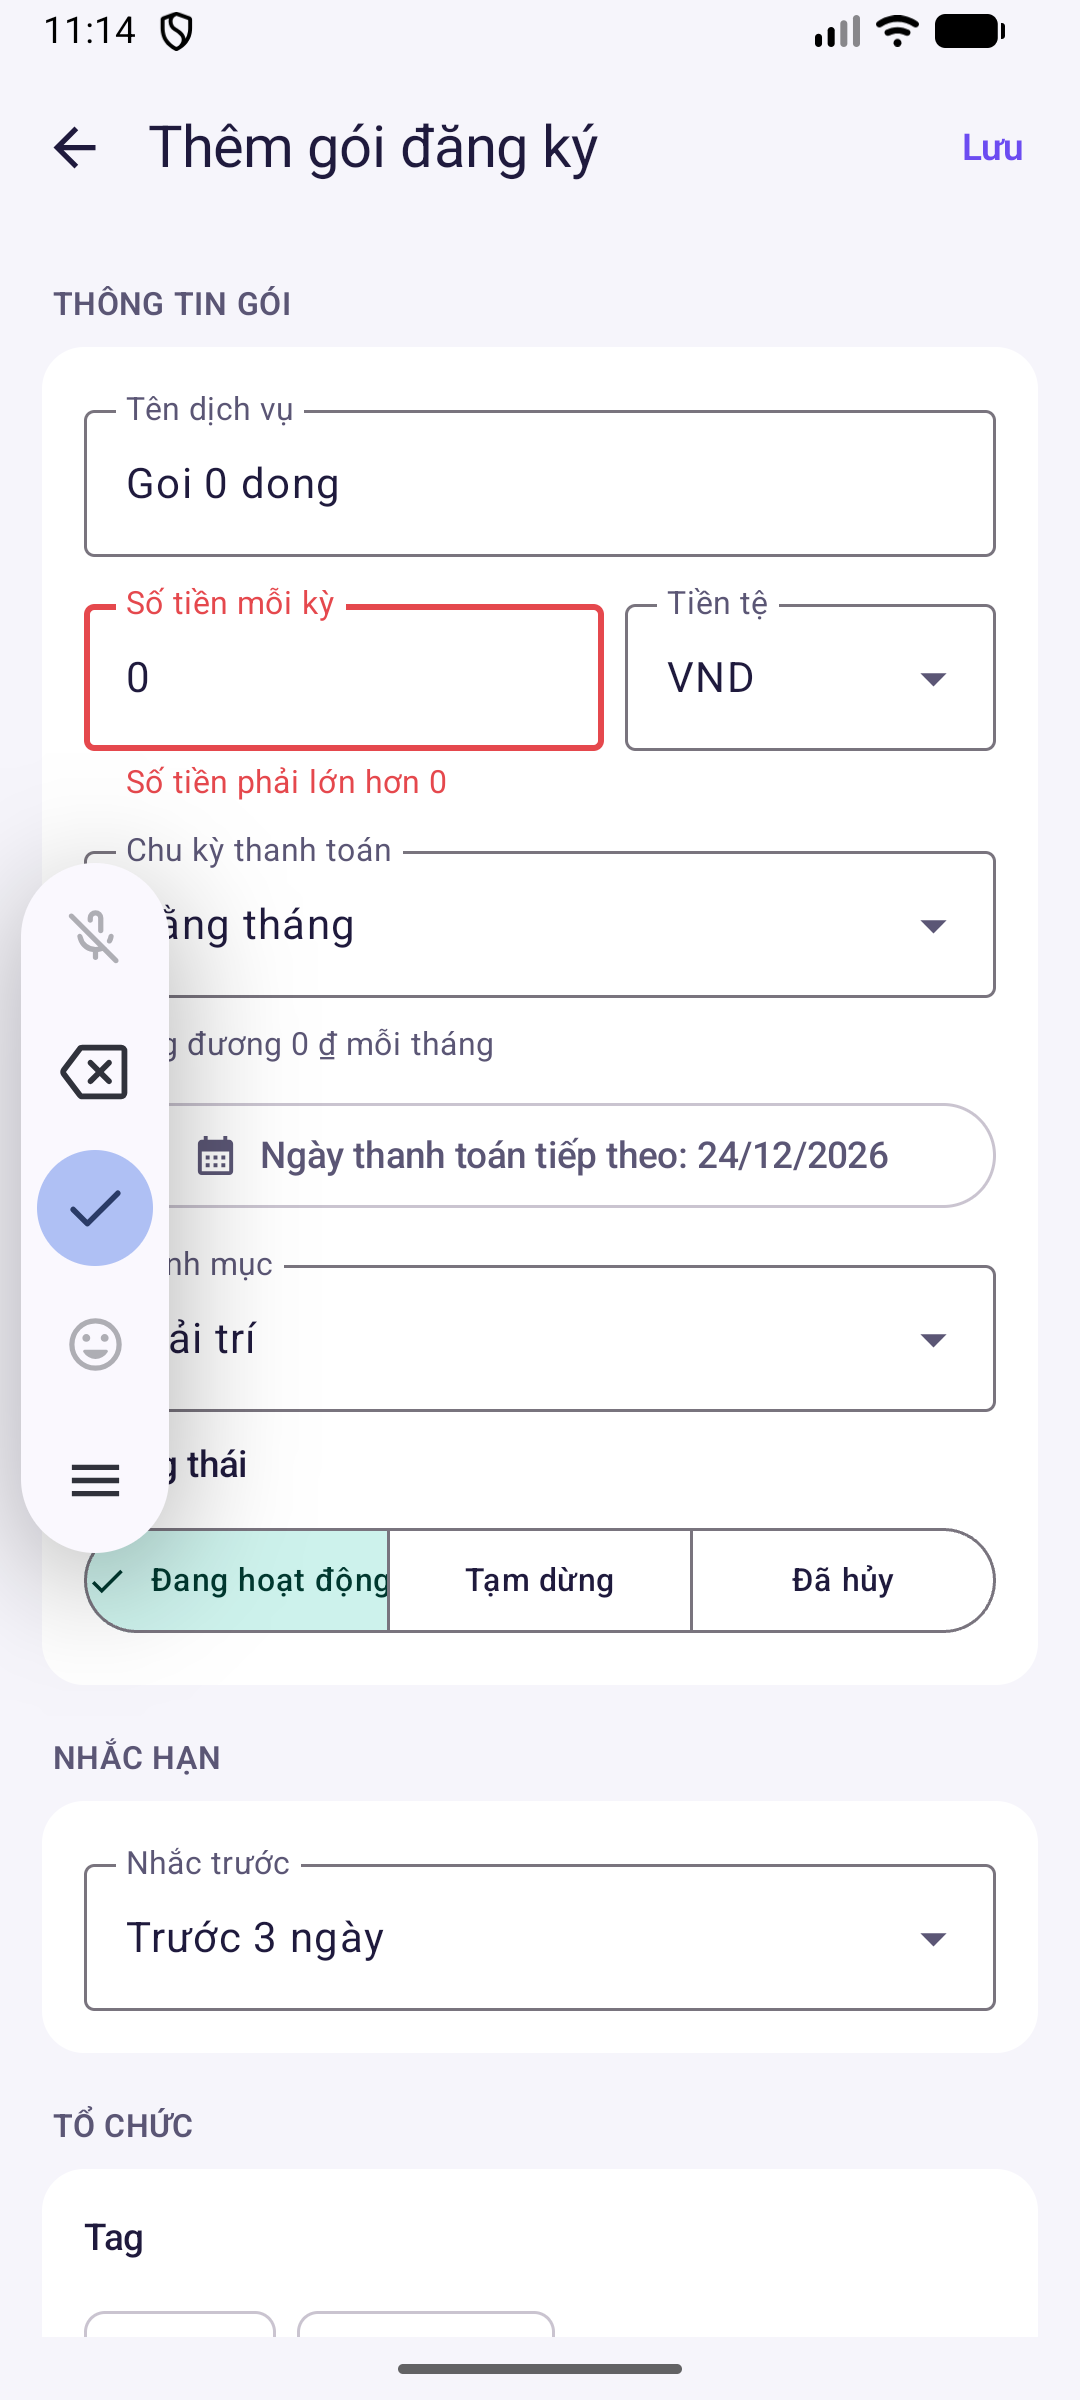 11:14
Thêm gói đăng ký
Lưu
THÔNG TIN GÓI
Tên dịch vụ
Goi 0 dong
Số tiền mỗi kỳ
0
Tiền tệ
VND
Số tiền phải lớn hơn 0
Chu kỳ thanh toán
ằng tháng
g đương 0 ₫ mỗi tháng
Ngày thanh toán tiếp theo: 24/12/2026
nh mục
ải trí
g thái
Đang hoạt động
Tạm dừng
Đã hủy
NHẮC HẠN
Nhắc trước
Trước 3 ngày
TỔ CHỨC
Tag